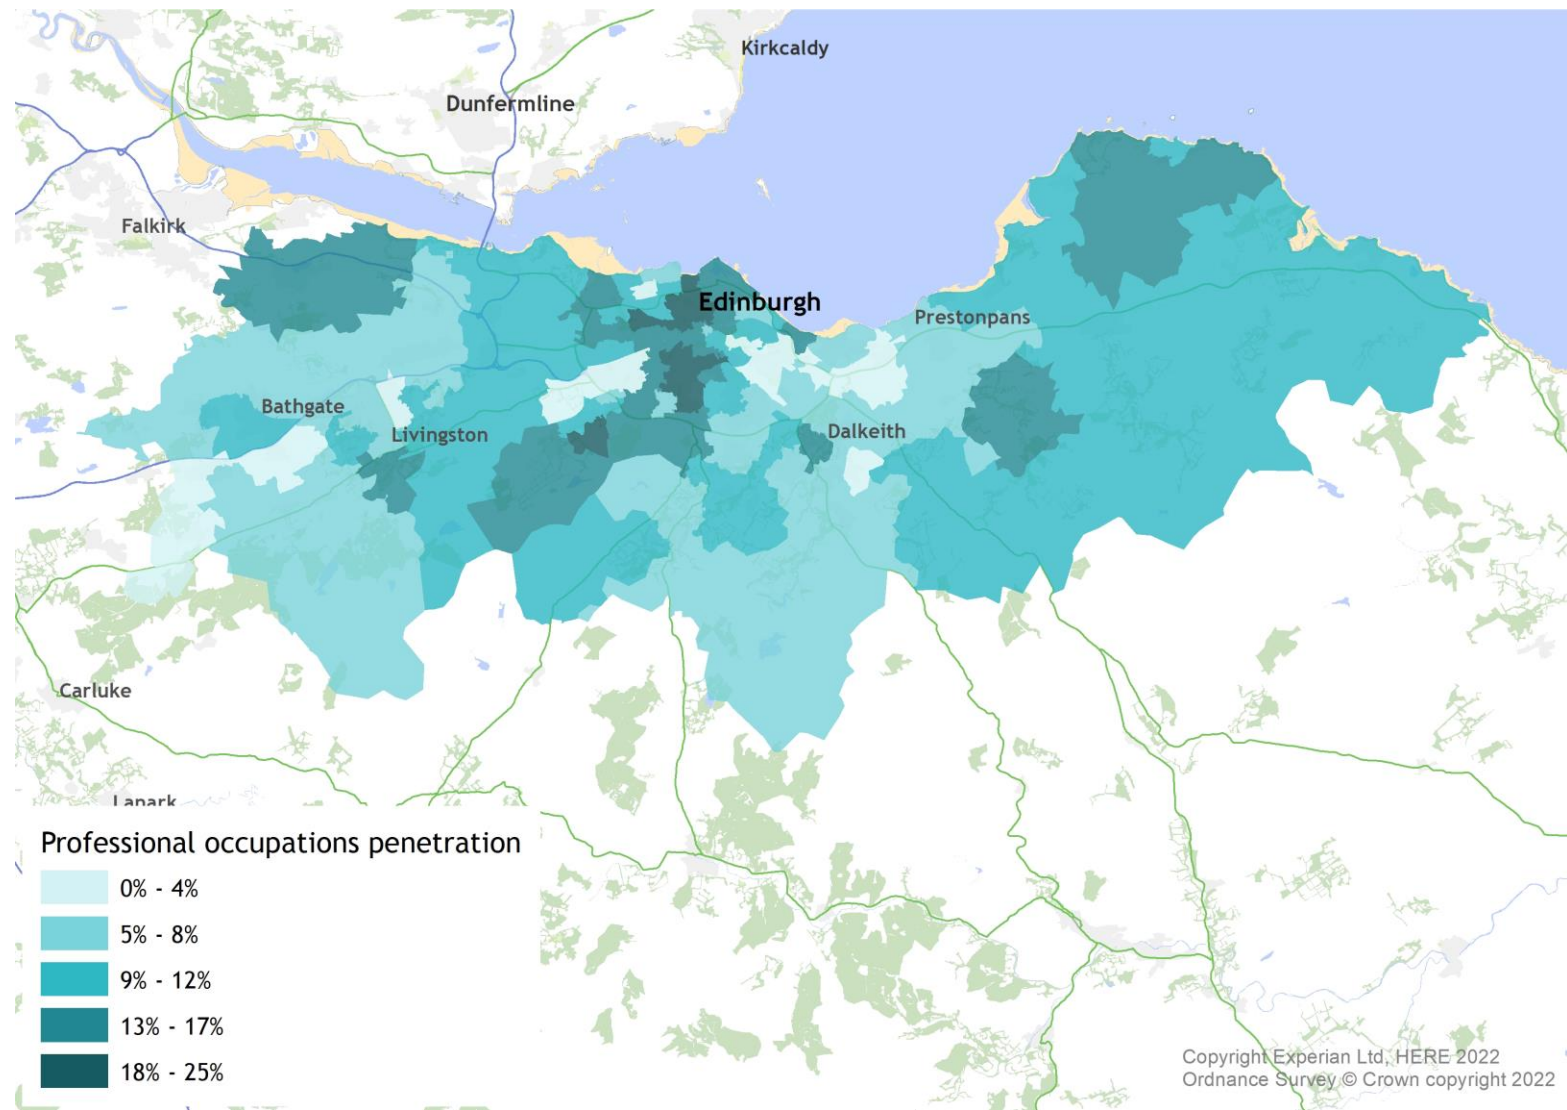 Kirkcaldy
Dunfermline
Falkirk
Edinburgh
Prestonpans
Bathgate
Livingston
Dalkeith
Carluke
Lanark
Professional occupations penetration
0% - 4%
5% - 8%
9% - 12%
13% - 17%
18% - 25%
Copyright Experian Ltd, HERE 2022
Ordnance Survey © Crown copyright 2022